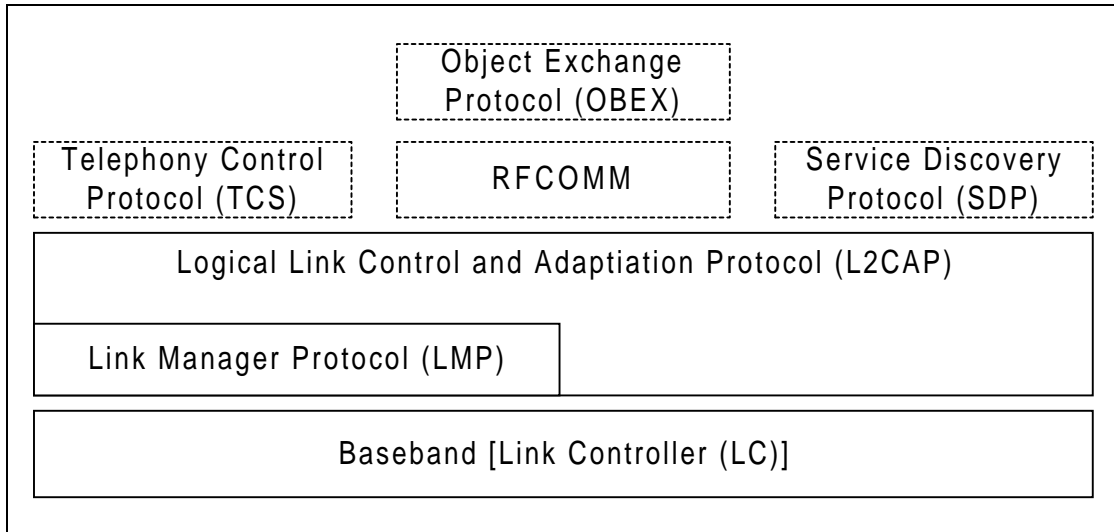 Object Exchange
Protocol (OBEX)
Telephony Control
Protocol (TCS)
RFCOMM
Service Discovery
Protocol (SDP)
Logical Link Control and Adaptiation Protocol (L2CAP)
Link Manager Protocol (LMP)
Baseband [Link Controller (LC)]